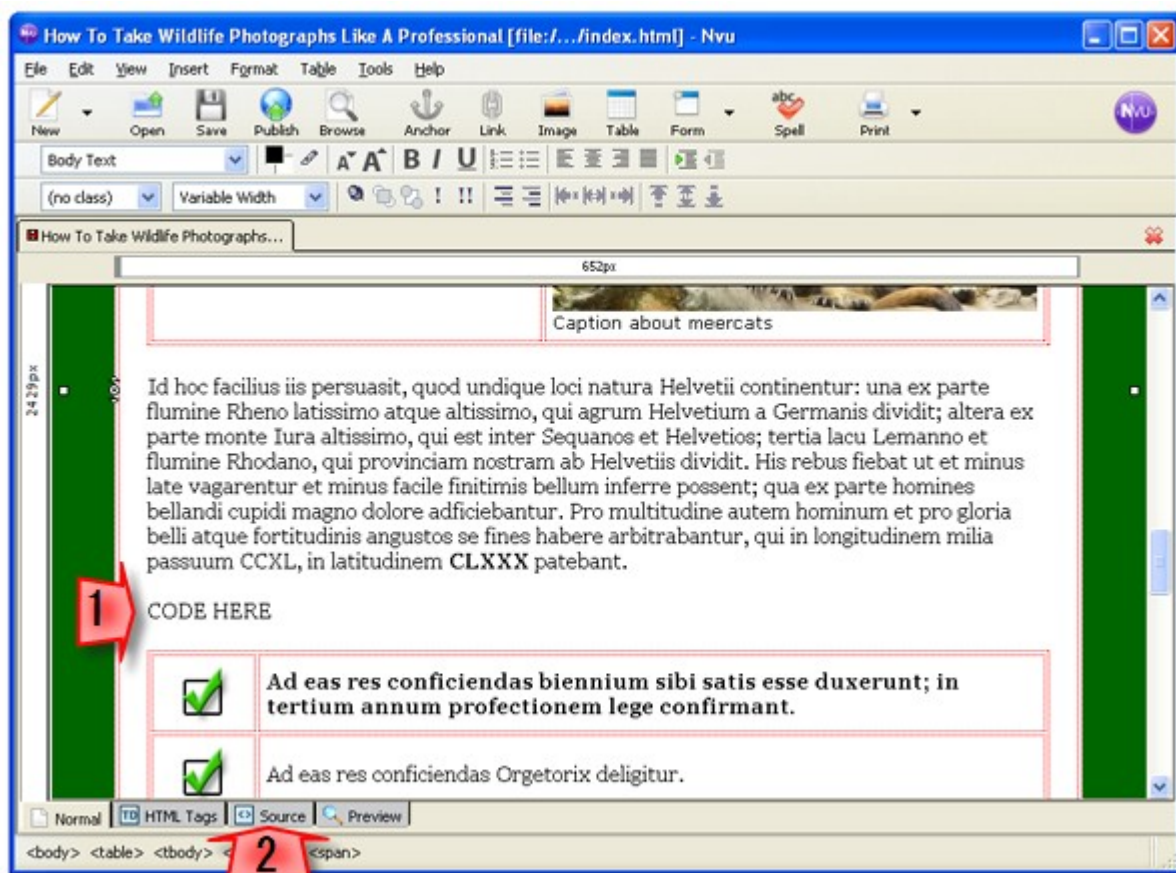 How To Take Wildlife Photographs Like A Professional [file:/.../index.html] - Nvu
File Edit View Insert Format Table Tools Help
New Open Save Publish Browse Anchor Link Image Table Form Spell Print
abc
NVU
Body Text A A B I U
(no class) Variable Width ! !!
How To Take Wildlife Photographs...
652px
2429px
Caption about meercats
Id hoc facilius iis persuasit, quod undique loci natura Helvetii continentur: una ex parte
flumine Rheno latissimo atque altissimo, qui agrum Helvetium a Germanis dividit; altera ex
parte monte Iura altissimo, qui est inter Sequanos et Helvetios; tertia lacu Lemanno et
flumine Rhodano, qui provinciam nostram ab Helvetiis dividit. His rebus fiebat ut et minus
late vagarentur et minus facile finitimis bellum inferre possent; qua ex parte homines
bellandi cupidi magno dolore adficiebantur. Pro multitudine autem hominum et pro gloria
belli atque fortitudinis angustos se fines habere arbitrabantur, qui in longitudinem milia
passuum CCXL, in latitudinem CLXXX patebant.
1 CODE HERE
Ad eas res conficiendas biennium sibi satis esse duxerunt; in
tertium annum profectionem lege confirmant.
Ad eas res conficiendas Orgetorix deligitur.
Normal TD HTML Tags <> Source Preview
<body> <table> <tbody> < 2 <span>